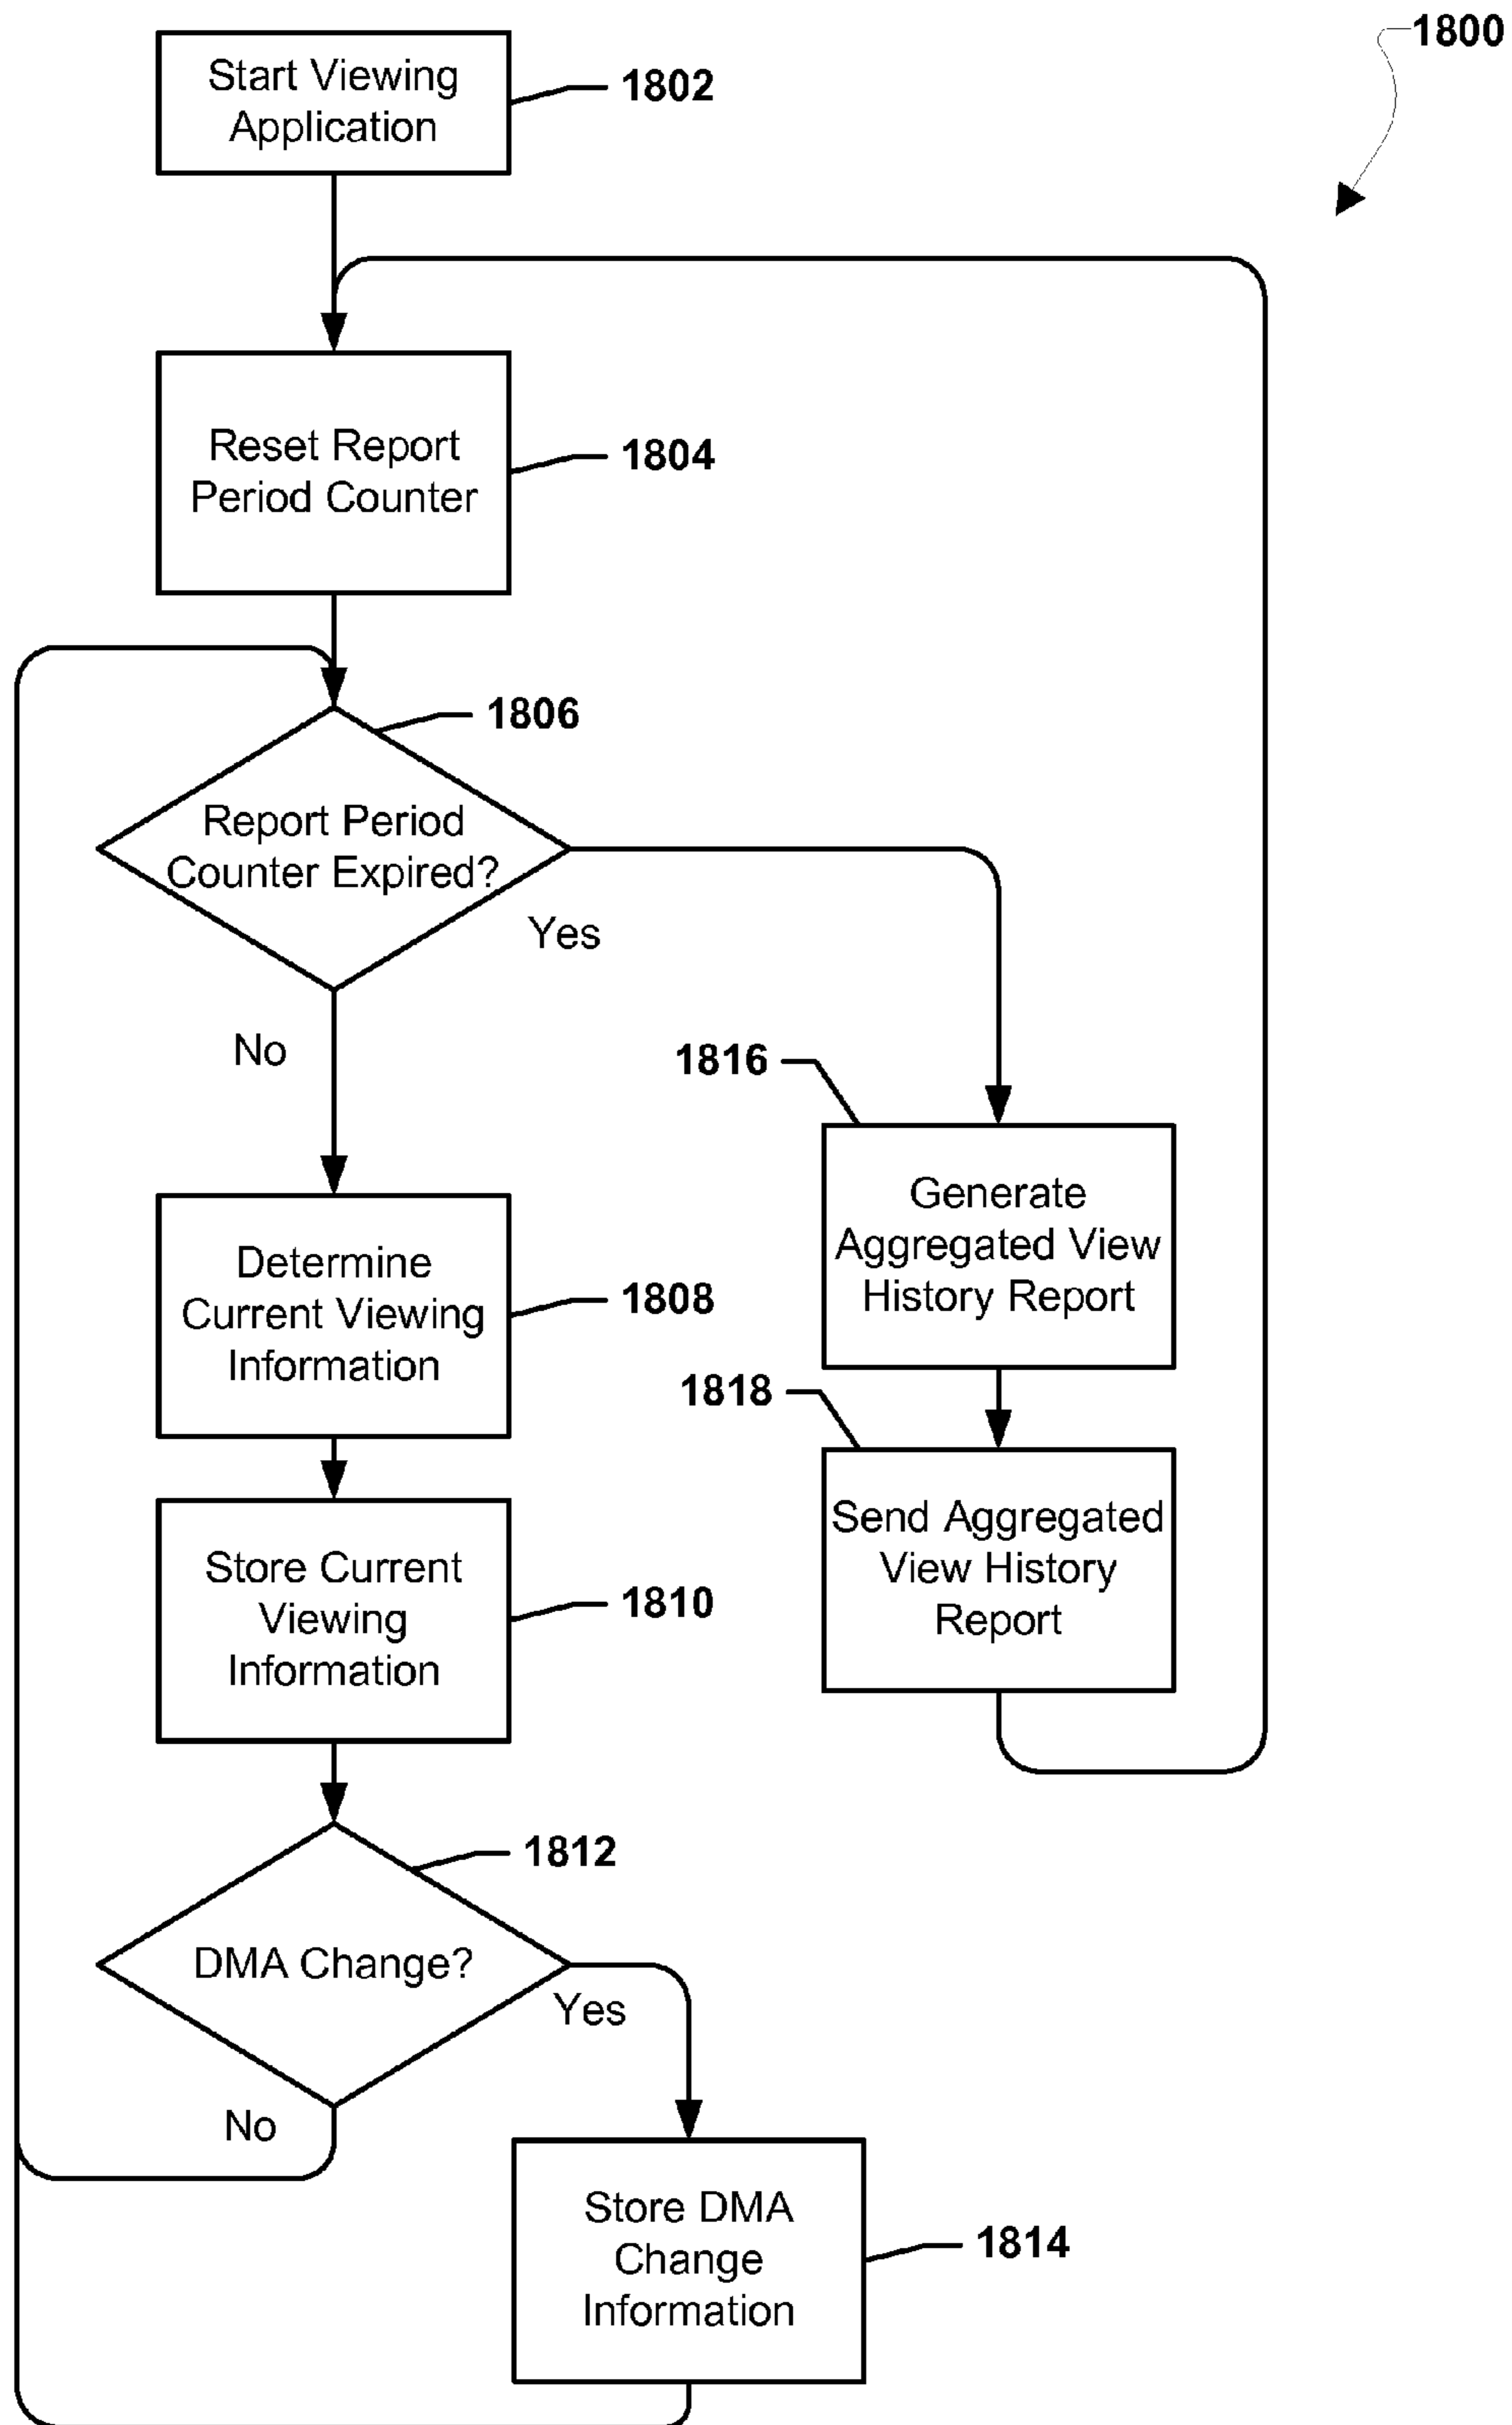 1800
Start Viewing
Application
1802
Reset Report
Period Counter
1804
1806
Report Period
Counter Expired?
Yes
No
1816
Generate
Aggregated View
History Report
Determine
Current Viewing
Information
1808
1818
Send Aggregated
View History
Report
Store Current
Viewing
Information
1810
1812
DMA Change?
Yes
No
Store DMA
Change
Information
1814